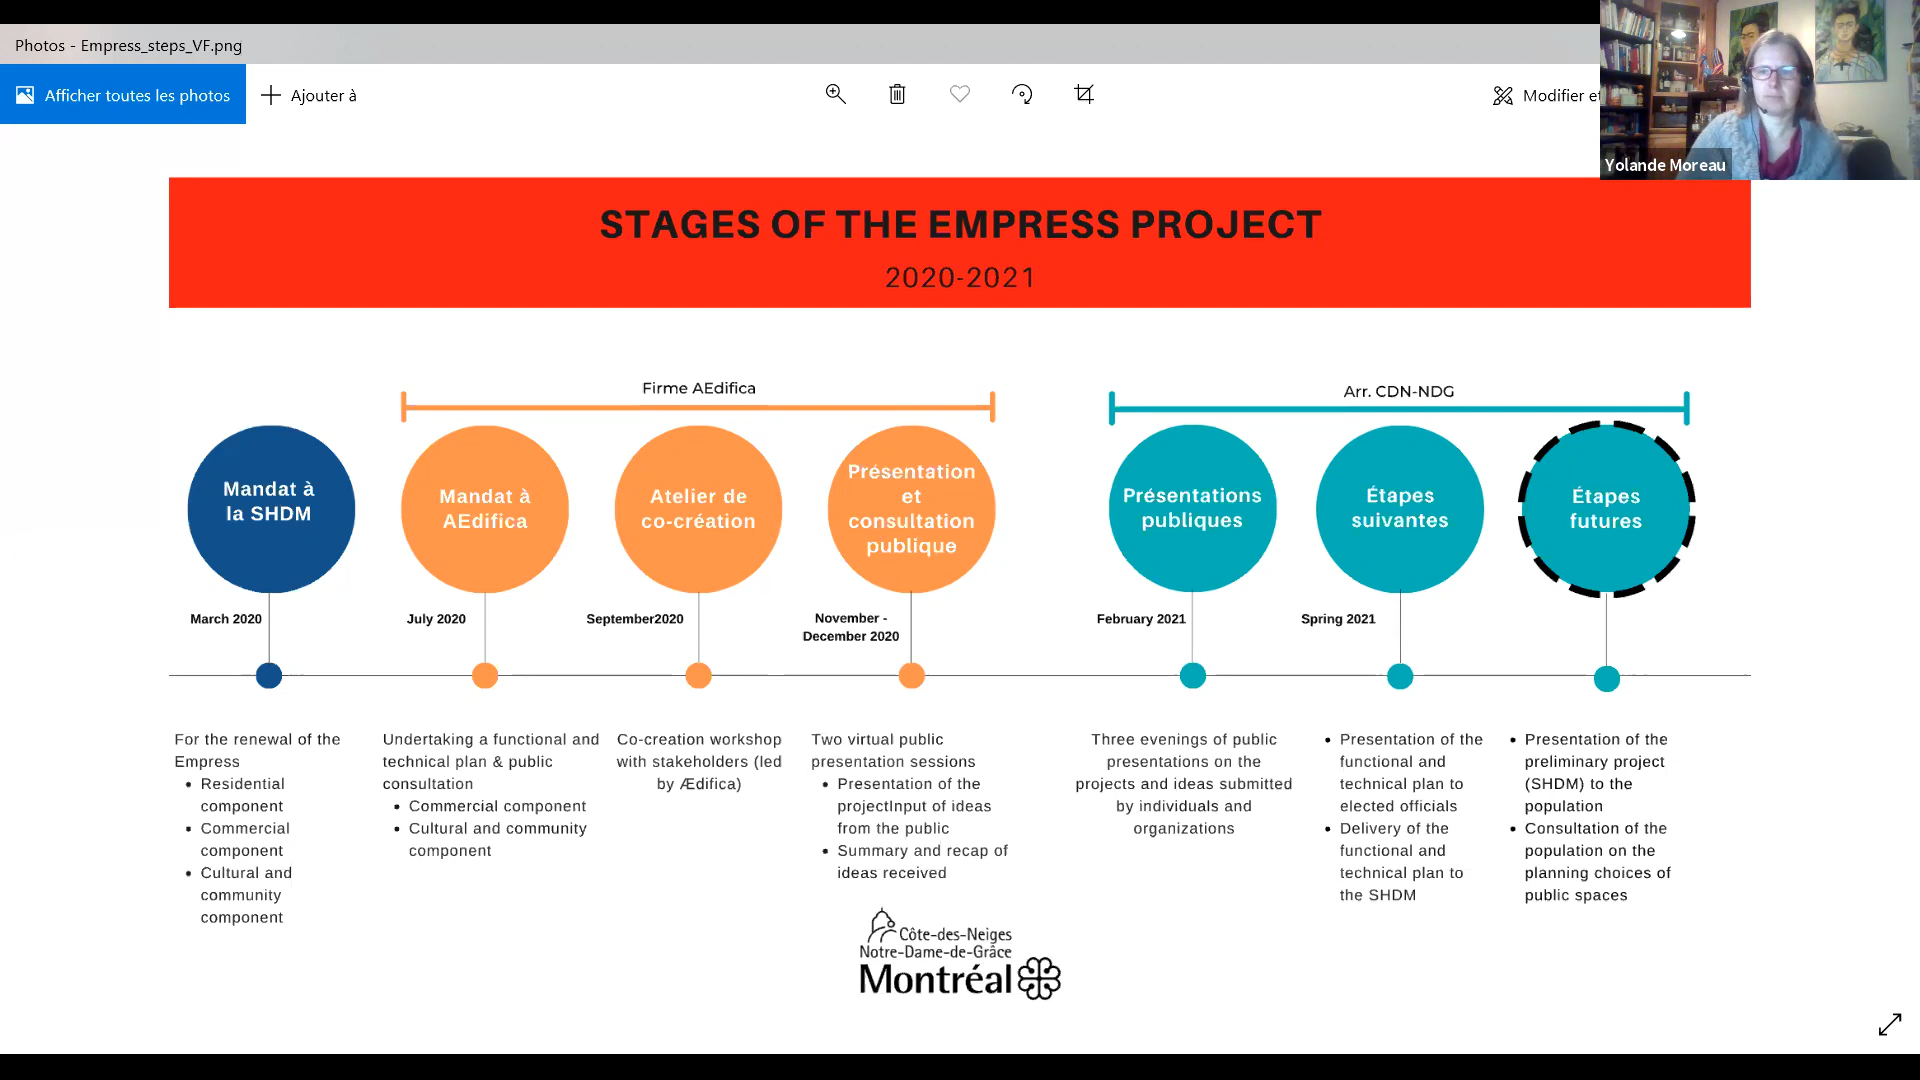 Photos - Empress_steps_VF.png
Afficher toutes les photos
Ajouter à
Modifier et
Yolande Moreau
STAGES OF THE EMPRESS PROJECT
2020-2021
Firme AEdifica
Arr. CDN-NDG
Mandat à
la SHDM
Mandat à
AEdifica
Atelier de
co-création
Présentation
et
consultation
publique
Présentations
publiques
Étapes
suivantes
Étapes
futures
March 2020
July 2020
September2020
November -
December 2020
February 2021
Spring 2021
For the renewal of the
Empress
• Residential
component
• Commercial
component
• Cultural and
community
component
Undertaking a functional and
technical plan & public
consultation
• Commercial component
• Cultural and community
component
Co-creation workshop
with stakeholders (led
by Ædifica)
Two virtual public
presentation sessions
• Presentation of the
projectInput of ideas
from the public
• Summary and recap of
ideas received
Three evenings of public
presentations on the
projects and ideas submitted
by individuals and
organizations
• Presentation of the
functional and
technical plan to
elected officials
• Delivery of the
functional and
technical plan to
the SHDM
• Presentation of the
preliminary project
(SHDM) to the
population
• Consultation of the
population on the
planning choices of
public spaces
Côte-des-Neiges
Notre-Dame-de-Grâce
Montréal